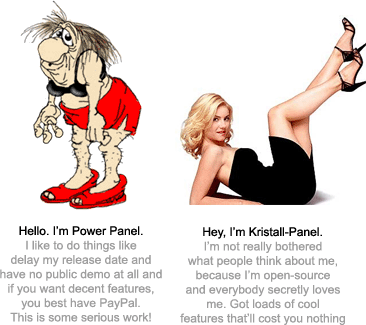 Hello. I'm Power Panel.
I like to do things like
delay my release date and
have no public demo at all and
if you want decent features,
you best have PayPal.
This is some serious work!
Hey, I'm Kristall-Panel.
I'm not really bothered
what people think about me,
because I'm open-source
and everybody secretly loves
me. Got loads of cool
features that'll cost you nothing